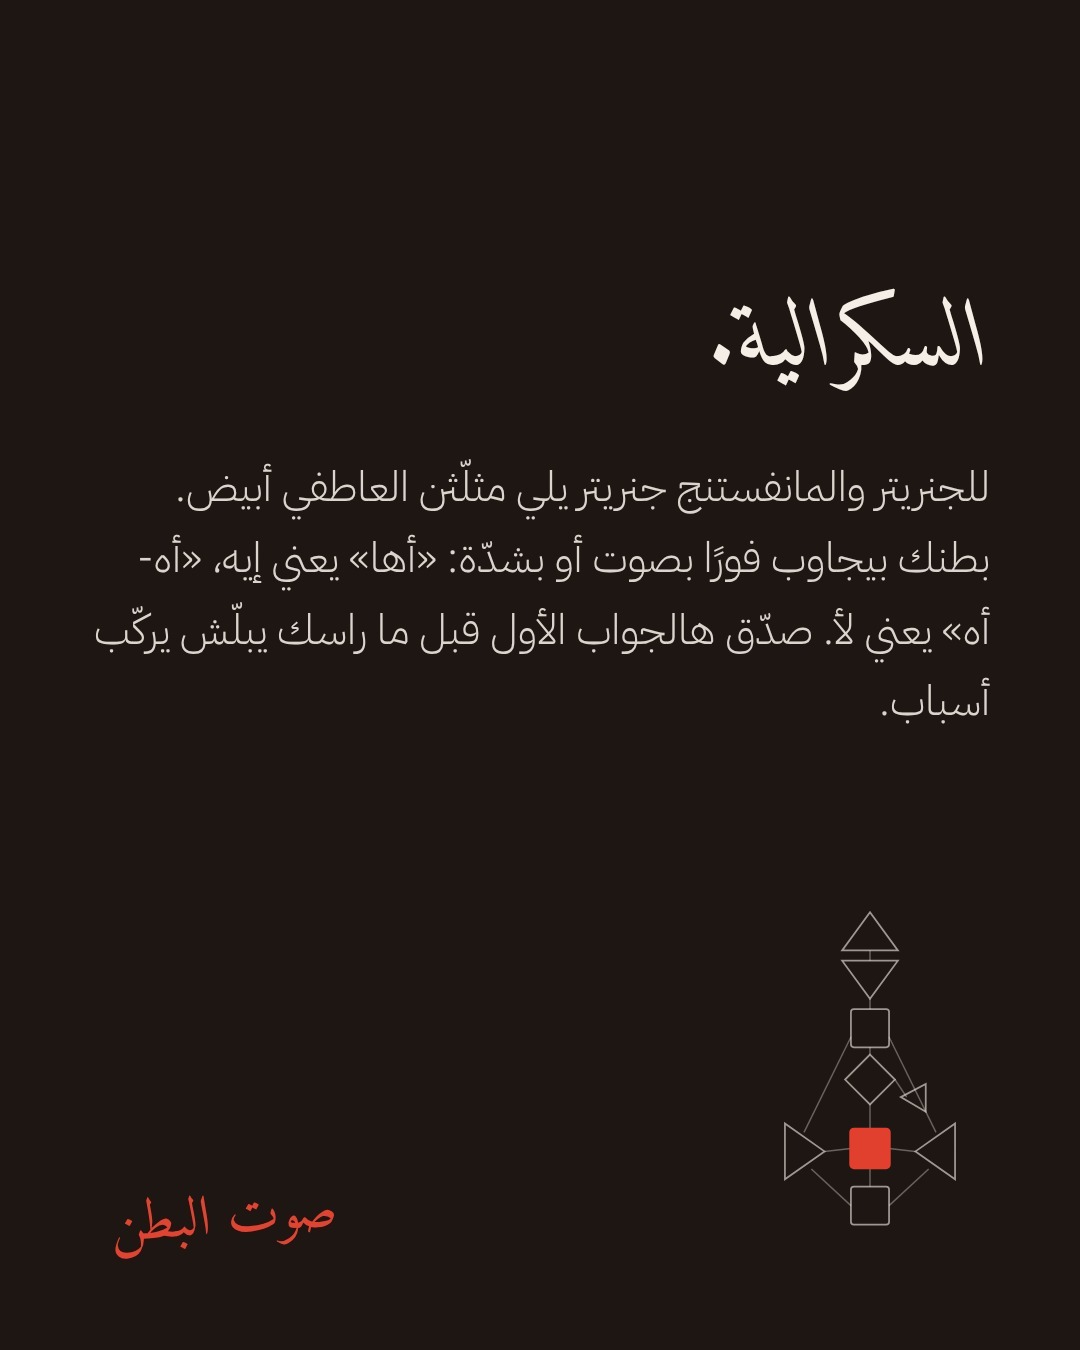 السكرالية.
للجنريتر والمانفستنج جنريتر يلي مثلّثن العاطفي أبيض.
بطنك بيجاوب فورًا بصوت أو بشدّة: «أها» يعني إيه، «أه-
أه» يعني لأ. صدّق هالجواب الأول قبل ما راسك يبلّش يركّب
أسباب.
صوت البطن